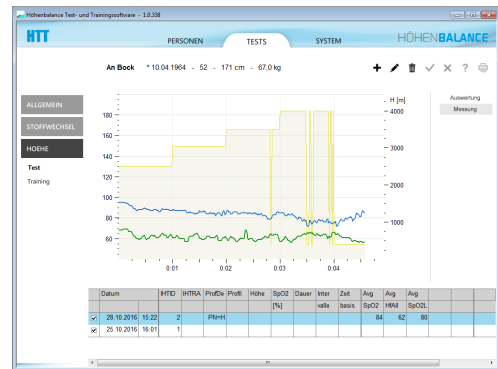 Höhenbalance Test- und Trainingssoftware - 1.0.338
HTT
PERSONEN
TESTS
SYSTEM
HÖHENBALANCE
An Bock * 10.04.1964 - 52 - 171 cm - 67,0 kg
ALLGEMEIN
STOFFWECHSEL
HOEHE
Test
Training
H [m]
180
160
140
120
100
80
60
4000
3000
2000
1000
0:01 0:02 0:03 0:04
Auswertung
Messung
Datum IHTID IHTRA ProfDe Profil Höhe SpO2 Dauer Inter Zeit Avg Avg Avg
[%] valle basis SpO2 HfAll SpO2L
28.10.2016 15:22 2 PN=H 84 62 80
25.10.2016 16:01 1